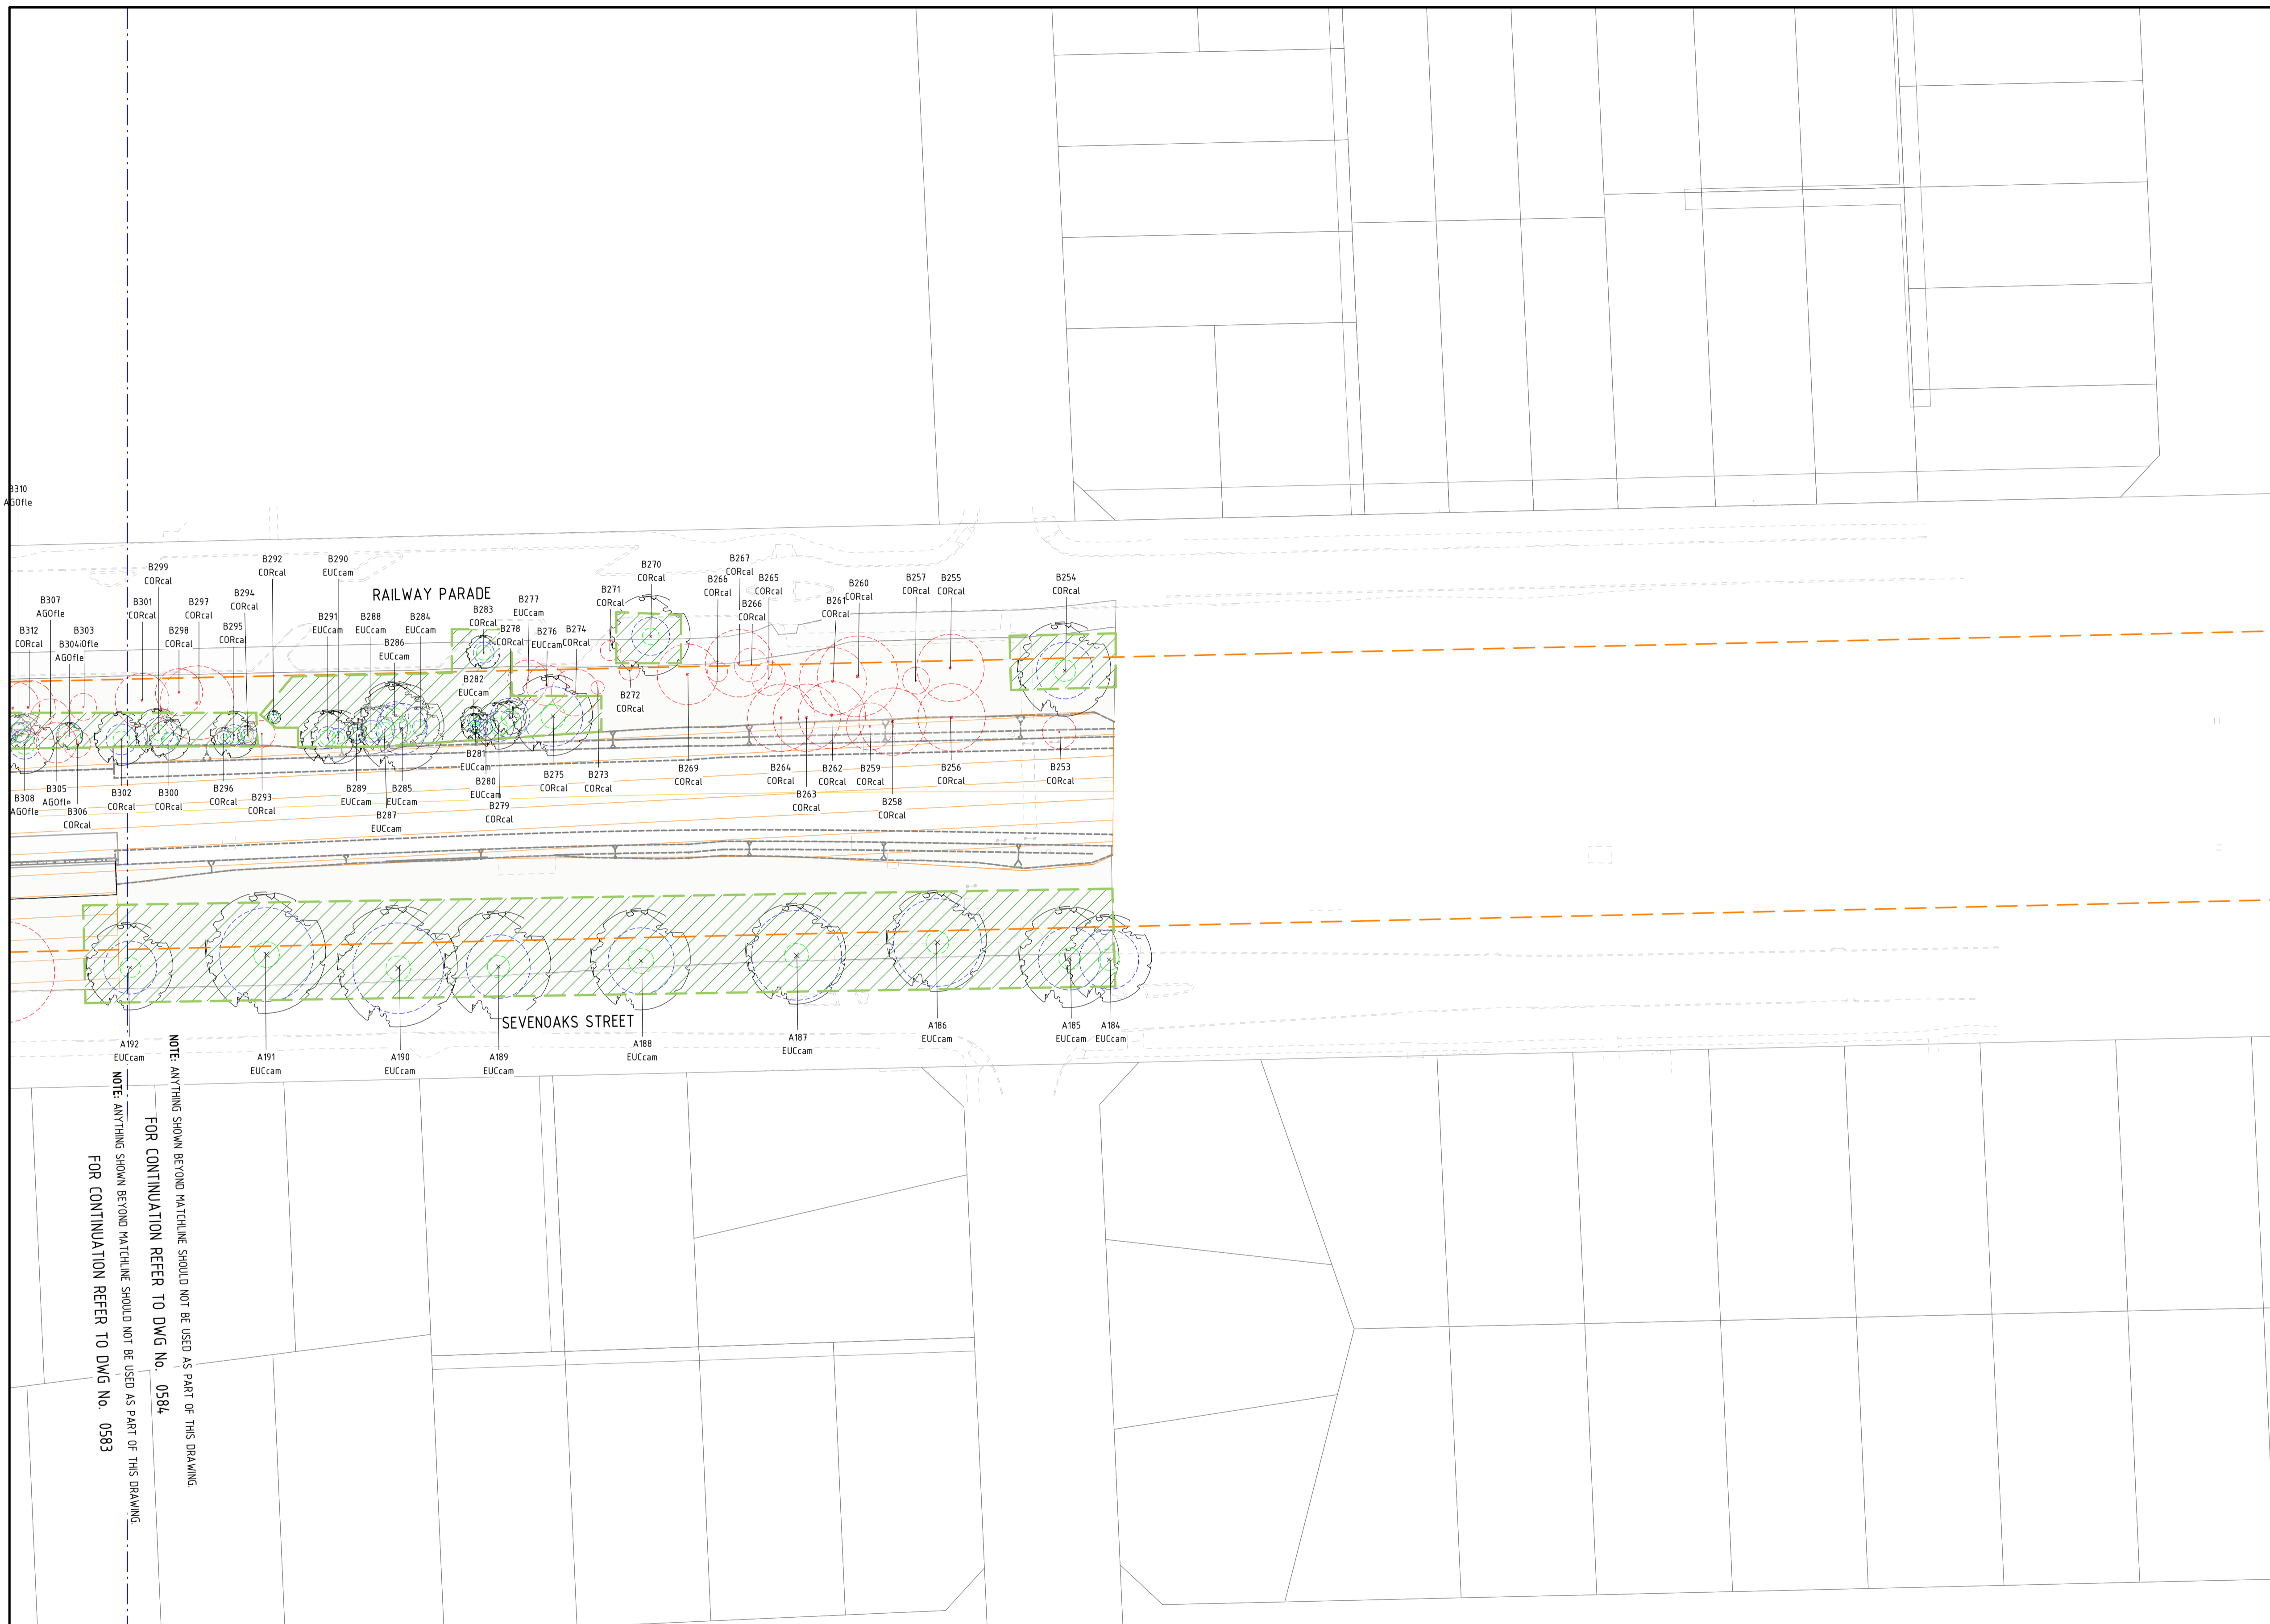 B310
AGOfle
B307
AGOfle
B312
CORcal
B303
B304iOfle
AGOfle
B299
CORcal
B301
CORcal
B298
CORcal
B297
CORcal
B294
CORcal
B295
CORcal
B292
CORcal
B290
EUCcam
B291
EUCcam
B288
EUCcam
B286
EUCcam
B284
EUCcam
RAILWAY PARADE
B283
CORcal
B278
CORcal
B282
EUCcam
B277
EUCcam
B276
EUCcam
B274
CORcal
B271
CORcal
B270
CORcal
B272
CORcal
B266
CORcal
B267
CORcal
B266
CORcal
B265
CORcal
B261
CORcal
B260
CORcal
B257
CORcal
B255
CORcal
B254
CORcal
B308
AGOfle
B305
AGOfle
B306
CORcal
B302
CORcal
B300
CORcal
B296
CORcal
B293
CORcal
B289
EUCcam
B287
EUCcam
B285
EUCcam
B281
EUCcam
B280
EUCcam
B279
CORcal
B275
CORcal
B273
CORcal
B269
CORcal
B264
CORcal
B263
CORcal
B262
CORcal
B259
CORcal
B258
CORcal
B256
CORcal
B253
CORcal
SEVENOAKS STREET
A192
EUCcam
A191
EUCcam
A190
EUCcam
A189
EUCcam
A188
EUCcam
A187
EUCcam
A186
EUCcam
A185
EUCcam
A184
EUCcam
NOTE: ANYTHING SHOWN BEYOND MATCHLINE SHOULD NOT BE USED AS PART OF THIS DRAWING.
FOR CONTINUATION REFER TO DWG No. 0584
NOTE: ANYTHING SHOWN BEYOND MATCHLINE SHOULD NOT BE USED AS PART OF THIS DRAWING.
FOR CONTINUATION REFER TO DWG No. 0583